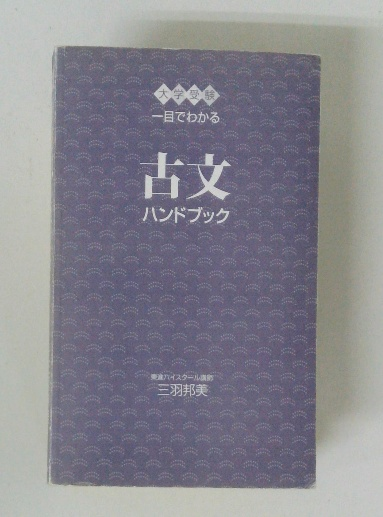 大学受験
一目でわかる
古文
ハンドブック
東進ハイスクール講師
三羽邦美